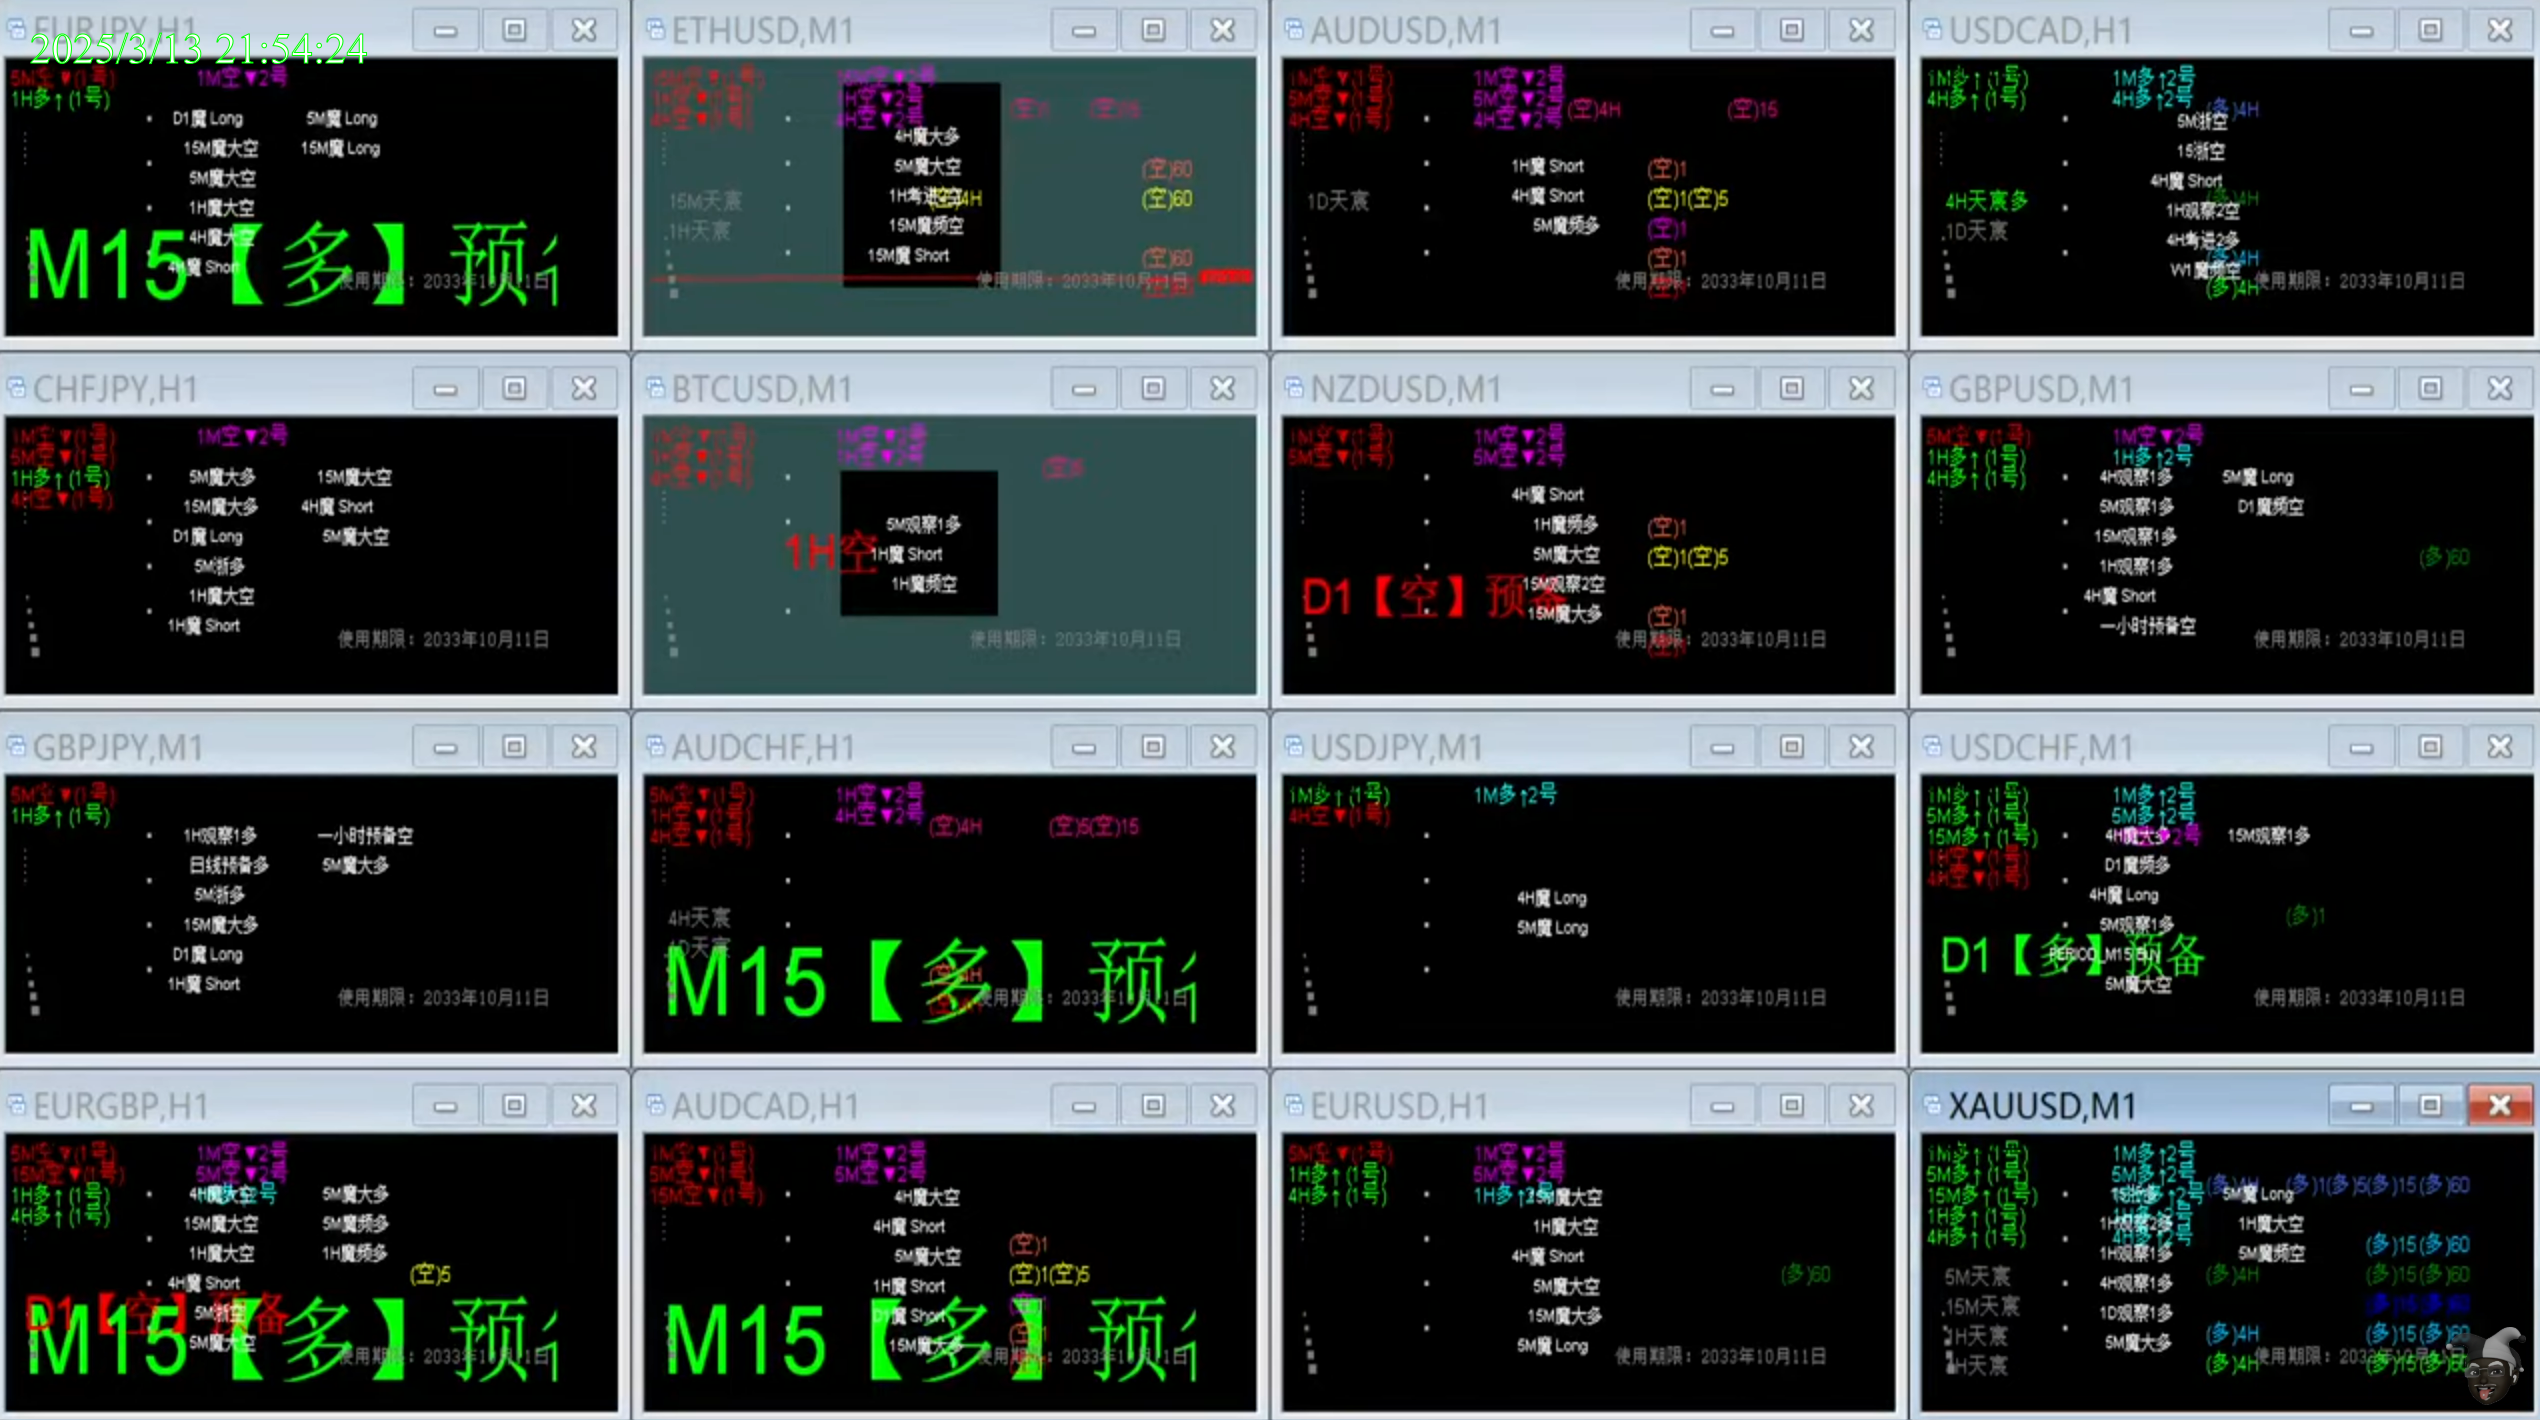 EURJPY,H1
2025/3/13 21:54:24
5M空▼(1号) 1M空▼2号
1H多↑(1号)
D1魔 Long 5M魔 Long
15M魔大空 15M魔 Long
5M魔大空
1H魔大空
4H魔大空
4H魔 Short
M15【多】预
使用期限：2033年10月11日
ETHUSD,M1
15M空▼(1号) 15M空▼2号
1H空▼(1号) 1H空▼2号
4H空▼(1号) 4H空▼2号
4H魔大多
5M魔大空 (空)60
15M天宸 (空)4H (空)60
1H天宸 15M魔频空
15M魔 Short (空)60
使用期限：2033年10月11日
AUDUSD,M1
1M空▼(1号) 1M空▼2号
5M空▼(1号) 5M空▼2号
4H空▼(1号) 4H空▼2号 (空)4H (空)15
1H魔 Short (空)1
1D天宸 4H魔 Short (空)1(空)5
5M魔频多 (空)1
(空)1
使用期限：2033年10月11日
USDCAD,H1
1M多↑(1号) 1M多↑2号
4H多↑(1号) 4H多↑2号
(多)4H
5M浙空
15浙空
4H魔 Short
4H天宸多 (多)4H
1H观察2空
1D天宸
4H考进2多
(多)4H
W1魔频空
(多)4H
使用期限：2033年10月11日
CHFJPY,H1
1M空▼(1号) 1M空▼2号
5M空▼(1号)
1H多↑(1号)
4H空▼(1号)
5M魔大多 15M魔大空
15M魔大多 4H魔 Short
D1魔 Long 5M魔大空
5M浙多
1H魔大空
1H魔 Short
使用期限：2033年10月11日
BTCUSD,M1
1M空▼(1号) 1M空▼2号
1H空▼(1号) 1H空▼2号
4H空▼(1号)
5M观察1多
1H空
1H魔 Short
1H魔频空
使用期限：2033年10月11日
NZDUSD,M1
1M空▼(1号) 1M空▼2号
5M空▼(1号) 5M空▼2号
4H魔 Short
1H魔频多 (空)1
5M魔大空 (空)1(空)5
15M观察2空
D1【空】预备
15M魔大多 (空)1
使用期限：2033年10月11日
GBPUSD,M1
5M空▼(1号) 1M空▼2号
1H多↑(1号) 1H多↑2号
4H多↑(1号)
4H观察1多 5M魔 Long
5M观察1多 D1魔频空
15M观察1多
1H观察1多 (多)60
4H魔 Short
一小时预备空
使用期限：2033年10月11日
GBPJPY,M1
5M空▼(1号)
1H多↑(1号)
1H观察1多 一小时预备空
日线预备多 5M魔大多
5M浙多
15M魔大多
D1魔 Long
1H魔 Short
使用期限：2033年10月11日
AUDCHF,H1
5M空▼(1号) 1H空▼2号
1H空▼(1号) 4H空▼2号
4H空▼(1号) (空)4H (空)5(空)15
4H天宸
1D天宸
(空)4H
M15【多】预
使用期限：2033年10月11日
USDJPY,M1
1M多↑(1号) 1M多↑2号
4H空▼(1号)
4H魔 Long
5M魔 Long
使用期限：2033年10月11日
USDCHF,M1
1M多↑(1号) 1M多↑2号
5M多↑(1号) 5M多↑2号
15M多↑(1号) 4H魔大多 15M观察1多
1H空▼(1号) D1魔频多
4H空▼(1号)
4H魔 Long
5M观察1多 (多)1
D1【多】预备
5M魔大空
使用期限：2033年10月11日
EURGBP,H1
5M空▼(1号) 1M空▼2号
15M空▼(1号) 5M空▼2号
1H多↑(1号) 4H魔大空 5M魔大多
4H多↑(1号)
15M魔大空 5M魔频多
1H魔大空 1H魔频多
4H魔 Short (空)5
5M浙空
D1【空】预备
M15【多】预
5M魔大空
使用期限：2033年10月11日
AUDCAD,H1
1M空▼(1号) 1M空▼2号
5M空▼(1号) 5M空▼2号
15M空▼(1号)
4H魔大空
4H魔 Short
(空)1
5M魔大空
1H魔 Short (空)1(空)5
D1魔 Short
15M魔大多
M15【多】预
使用期限：2033年10月11日
EURUSD,H1
5M空▼(1号) 1M空▼2号
1H多↑(1号) 5M空▼2号
4H多↑(1号) 1H多↑2号
1H魔大空
4H魔 Short
5M魔大空 (多)60
15M魔大多
5M魔 Long
使用期限：2033年10月11日
XAUUSD,M1
1M多↑(1号) 1M多↑2号
5M多↑(1号) 5M多↑2号
15M多↑(1号) (多)4H 5M魔 Long (多)1(多)5(多)15(多)60
1H多↑(1号) 1H观察2多 1H魔大空
4H多↑(1号) 4H多↑2号 (多)15(多)60
1H观察1多 5M魔频空
5M天宸 4H观察1多 (多)4H (多)15(多)60
15M天宸 1D观察1多 (多)15(多)60
1H天宸 5M魔大多 (多)4H (多)15(多)60
4H天宸 (多)4H (多)15(多)60
使用期限：2033年10月11日